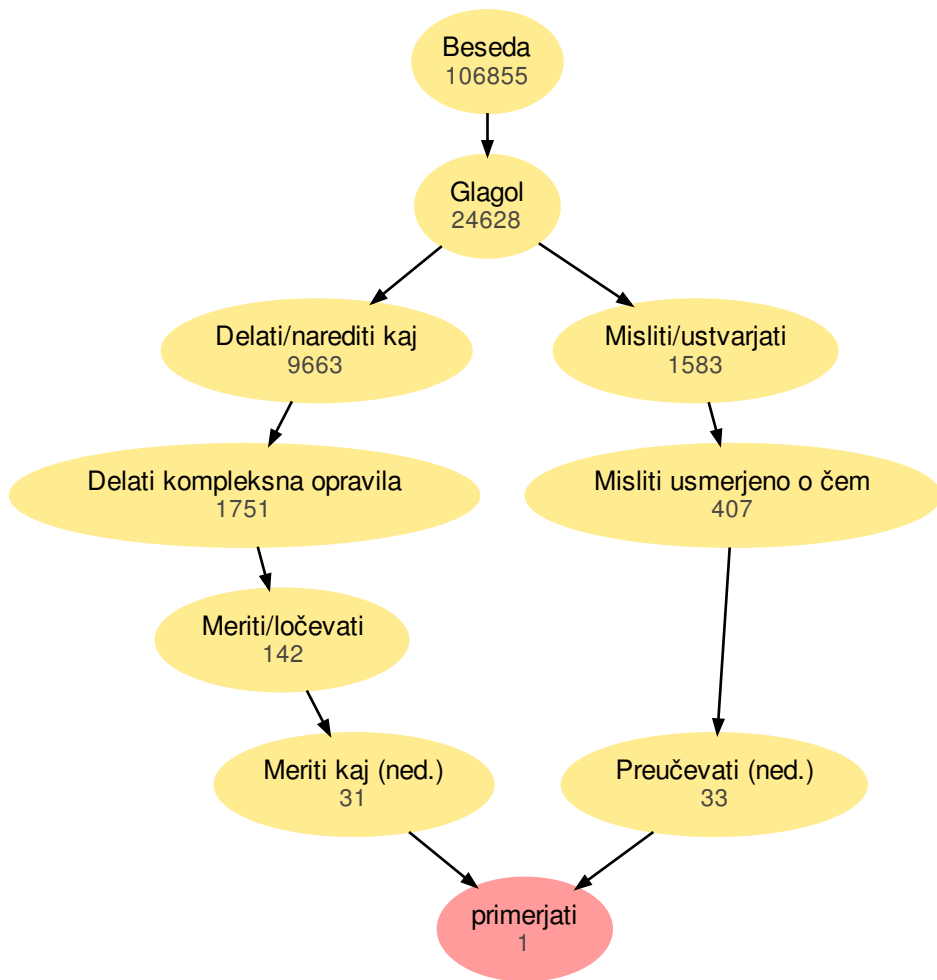 Beseda
106855
Glagol
24628
Delati/narediti kaj
9663
Misliti/ustvarjati
1583
Delati kompleksna opravila
1751
Misliti usmerjeno o čem
407
Meriti/ločevati
142
Meriti kaj (ned.)
31
Preučevati (ned.)
33
primerjati
1